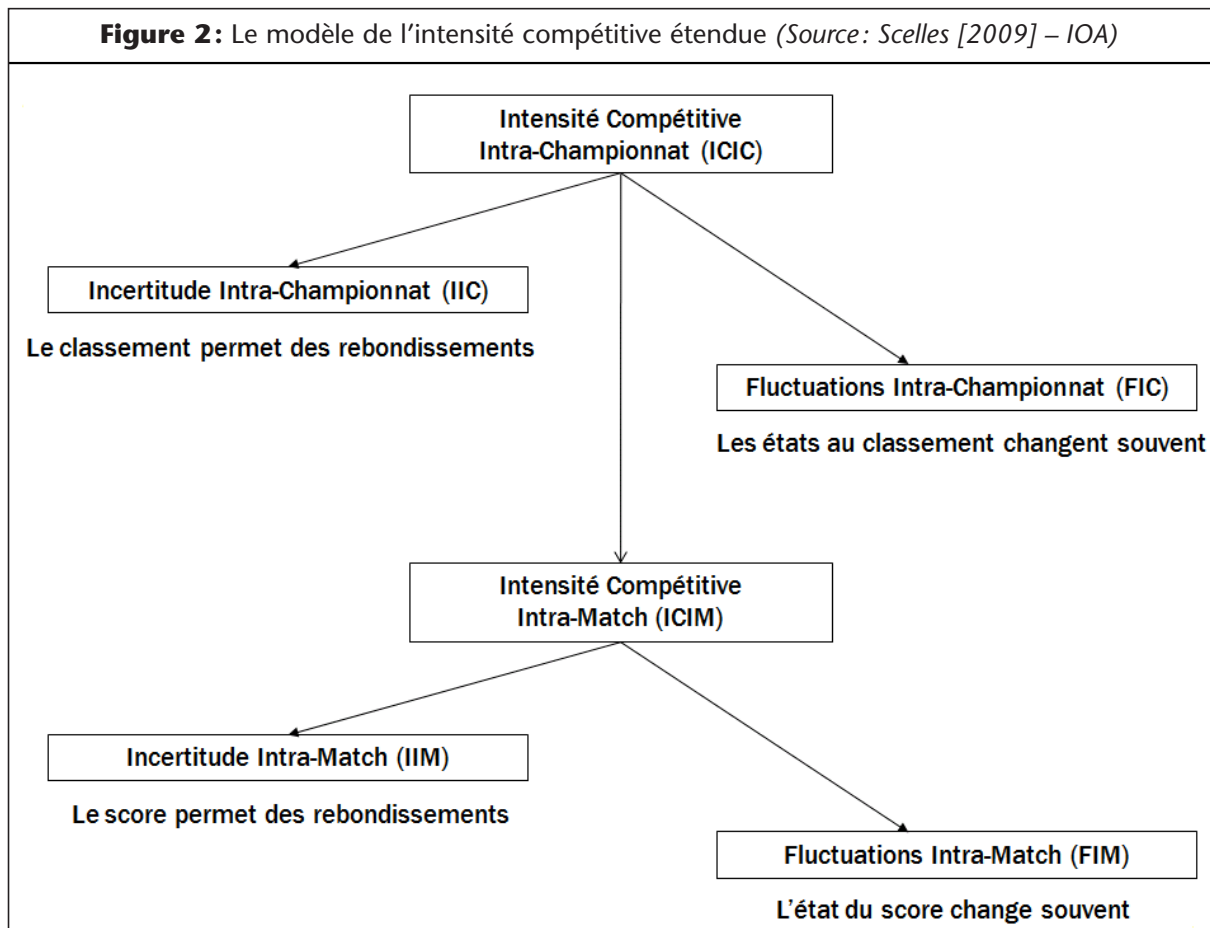 Figure 2 : Le modèle de l’intensité compétitive étendue (Source : Scelles [2009] – IOA)
Intensité Compétitive
Intra-Championnat (ICIC)
Incertitude Intra-Championnat (IIC)
Le classement permet des rebondissements
Fluctuations Intra-Championnat (FIC)
Les états au classement changent souvent
Intensité Compétitive
Intra-Match (ICIM)
Incertitude Intra-Match (IIM)
Le score permet des rebondissements
Fluctuations Intra-Match (FIM)
L’état du score change souvent